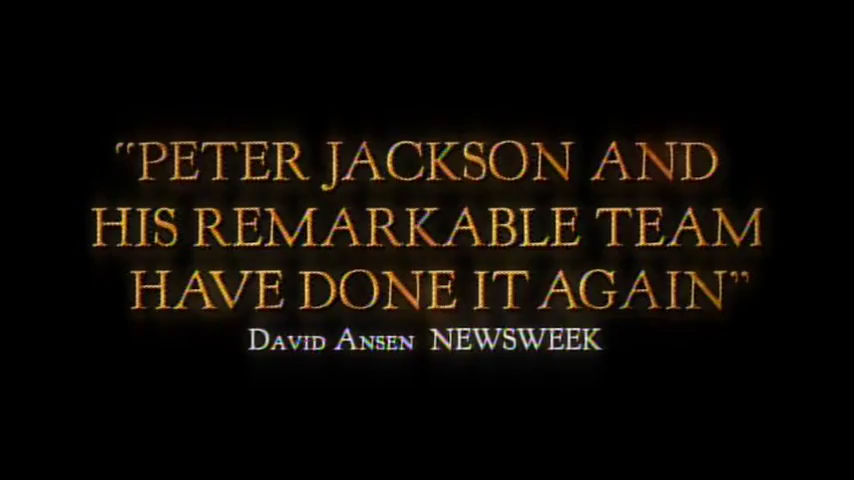 “PETER JACKSON AND
HIS REMARKABLE TEAM
HAVE DONE IT AGAIN”
DAVID ANSEN NEWSWEEK